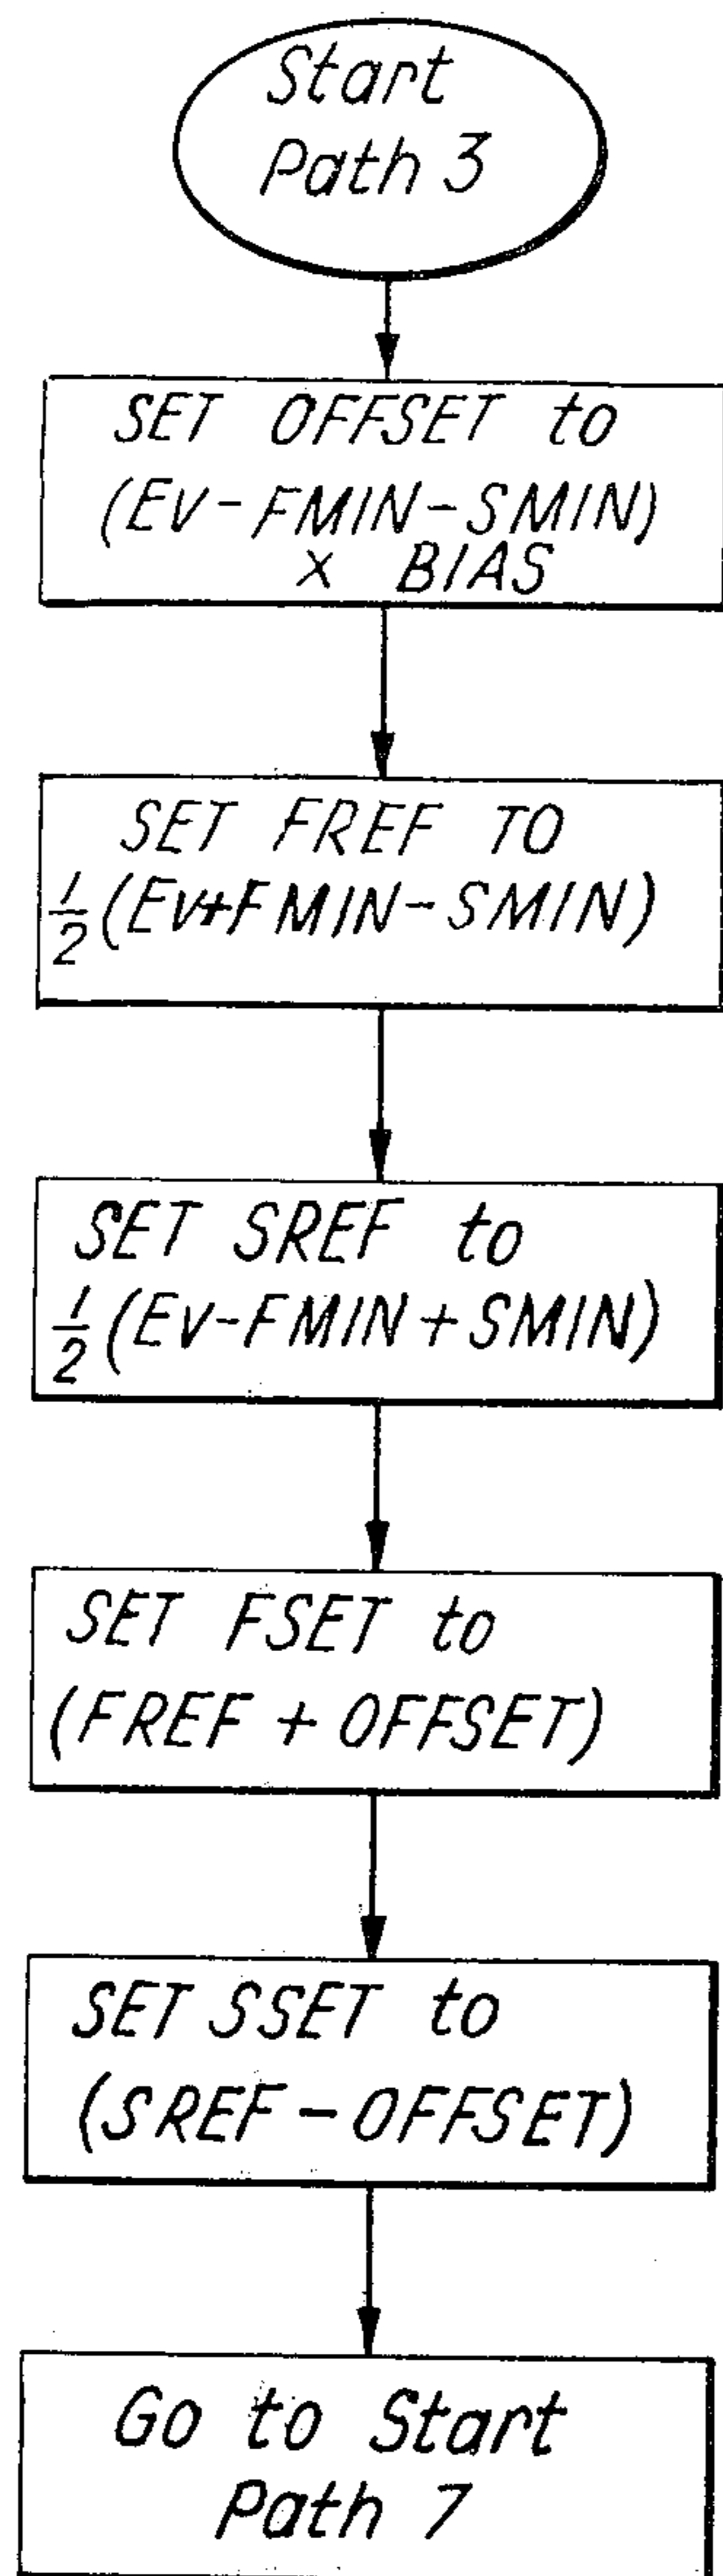 Start
Path 3
SET OFFSET to
(Ev-FMIN-SMIN)
x BIAS
SET FREF TO
1/2 (Ev+FMIN-SMIN)
SET SREF to
1/2 (Ev-FMIN+SMIN)
SET FSET to
(FREF + OFFSET)
SET SSET to
(SREF-OFFSET)
Go to Start
Path 7